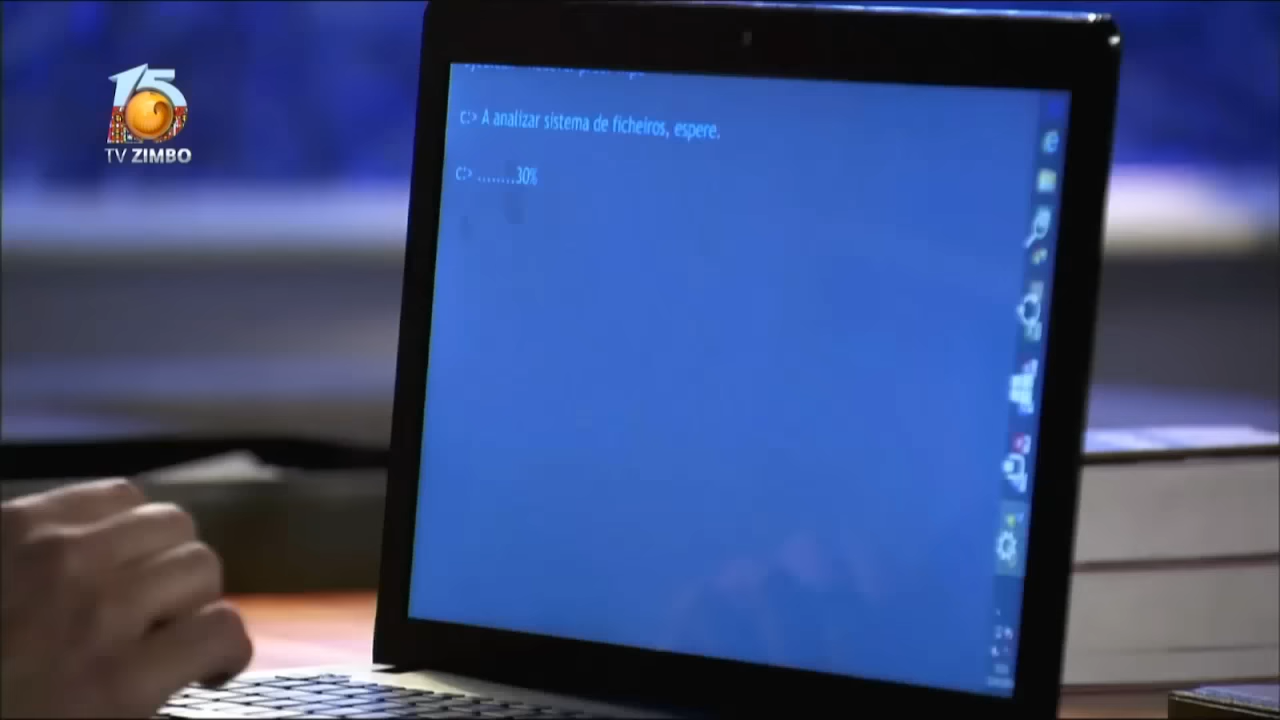 15
TV ZIMBO
c:> A analizar sistema de ficheiros, espere.
c:> ........30%